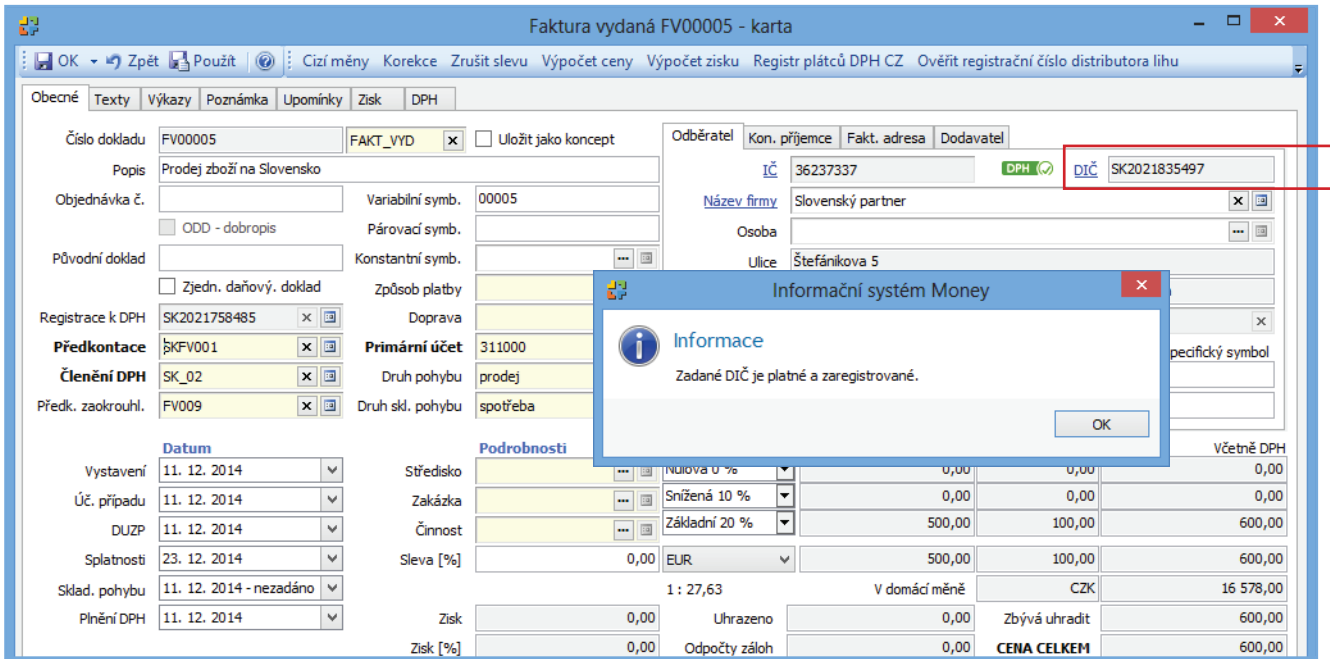 Faktura vydaná FV00005 - karta
OK Zpět Použít Cizí měny Korekce Zrušit slevu Výpočet ceny Výpočet zisku Registr plátců DPH CZ Ověřit registrační číslo distributora lihu
Obecné Texty Výkazy Poznámka Upomínky Zisk DPH
Číslo dokladu FV00005 FAKT_VYD Uložit jako koncept
Popis Prodej zboží na Slovensko
Objednávka č. Variabilní symb. 00005
ODD - dobropis Párovací symb.
Původní doklad Konstantní symb.
Zjedn. daňový. doklad Způsob platby
Registrace k DPH SK2021758485 Doprava
Předkontace SKFV001 Primární účet 311000
Členění DPH SK_02 Druh pohybu prodej
Předk. zaokrouhl. FV009 Druh skl. pohybu spotřeba
Odběratel Kon. příjemce Fakt. adresa Dodavatel
IČ 36237337 DPH DIČ SK2021835497
Název firmy Slovenský partner
Osoba
Ulice Štefánikova 5
pecifický symbol
Informační systém Money
Informace
Zadané DIČ je platné a zaregistrované.
OK
Datum Podrobnosti Včetně DPH
Vystavení 11. 12. 2014 Středisko Nulová 0 % 0,00 0,00 0,00
Úč. případu 11. 12. 2014 Zakázka Snížená 10 % 0,00 0,00 0,00
DUZP 11. 12. 2014 Činnost Základní 20 % 500,00 100,00 600,00
Splatnosti 23. 12. 2014 Sleva [%] 0,00 EUR 500,00 100,00 600,00
Sklad. pohybu 11. 12. 2014 - nezadáno 1 : 27,63 V domácí měně CZK 16 578,00
Plnění DPH 11. 12. 2014 Zisk 0,00 Uhrazeno 0,00 Zbývá uhradit 600,00
Zisk [%] 0,00 Odpočty záloh 0,00 CENA CELKEM 600,00